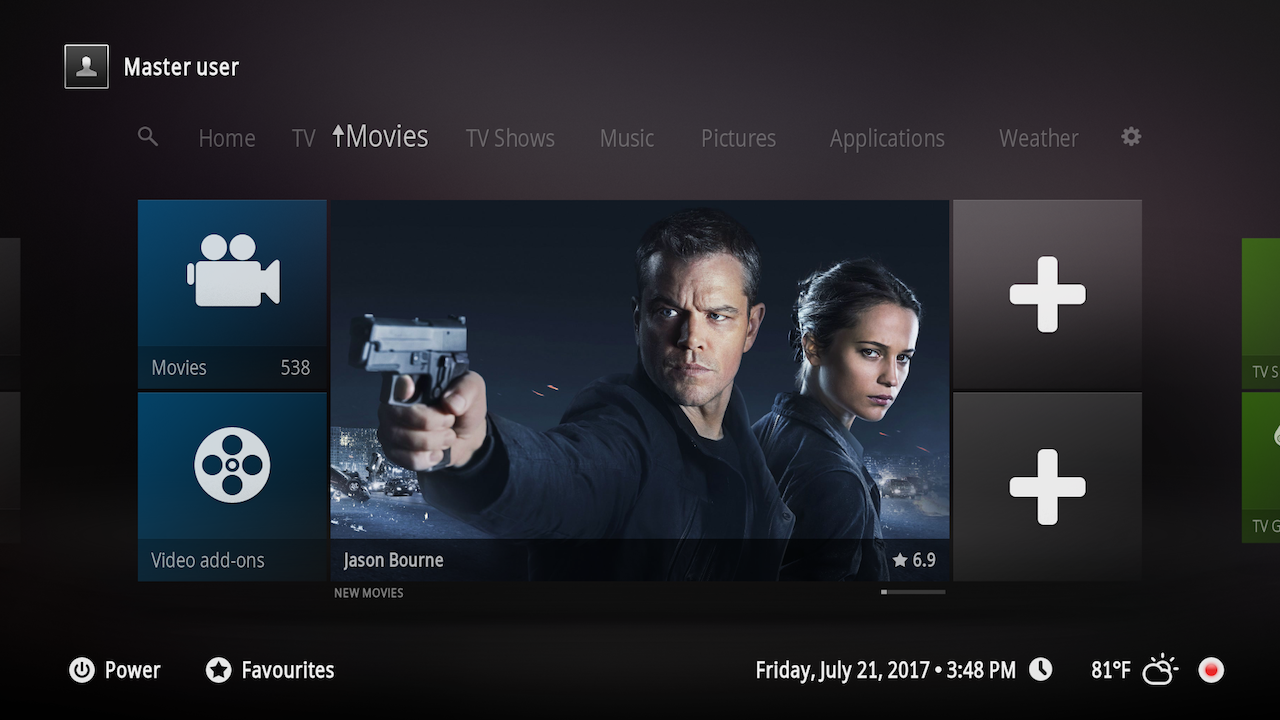 Master user
Home TV Movies TV Shows Music Pictures Applications Weather
Movies 538
Video add-ons
Jason Bourne 6.9
NEW MOVIES
TV S
TV G
Power Favourites Friday, July 21, 2017 • 3:48 PM 81°F